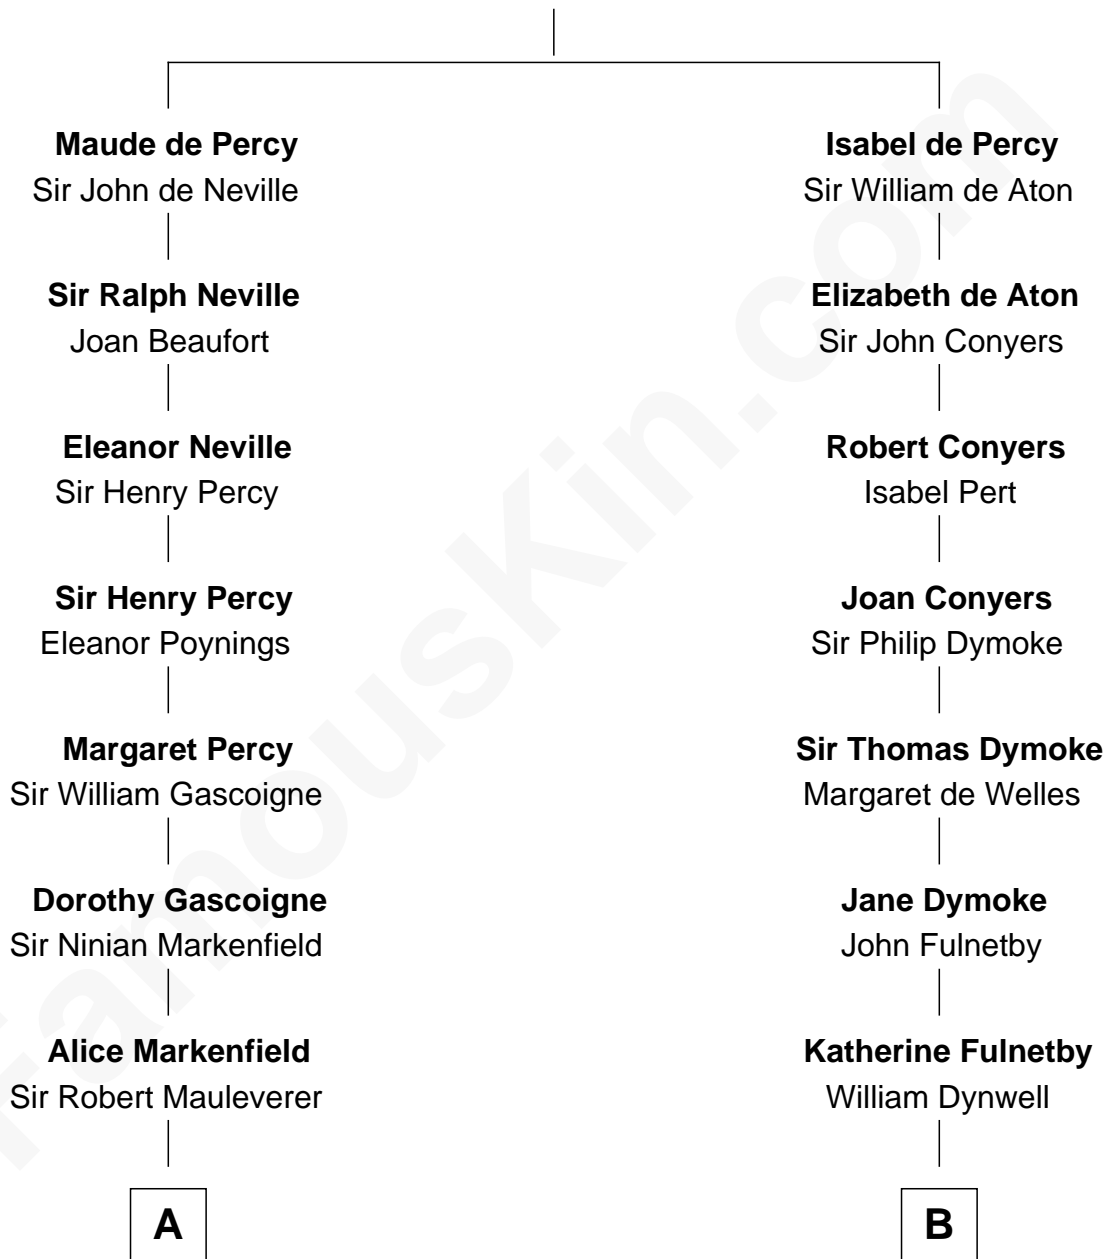 Maude de Percy
Sir John de Neville
Isabel de Percy
Sir William de Aton
Sir Ralph Neville
Joan Beaufort
Elizabeth de Aton
Sir John Conyers
Eleanor Neville
Sir Henry Percy
Robert Conyers
Isabel Pert
Sir Henry Percy
Eleanor Poynings
Joan Conyers
Sir Philip Dymoke
Margaret Percy
Sir William Gascoigne
Sir Thomas Dymoke
Margaret de Welles
Dorothy Gascoigne
Sir Ninian Markenfield
Jane Dymoke
John Fulnetby
Alice Markenfield
Sir Robert Mauleverer
Katherine Fulnetby
William Dynwell
A
B
FamousKin.com